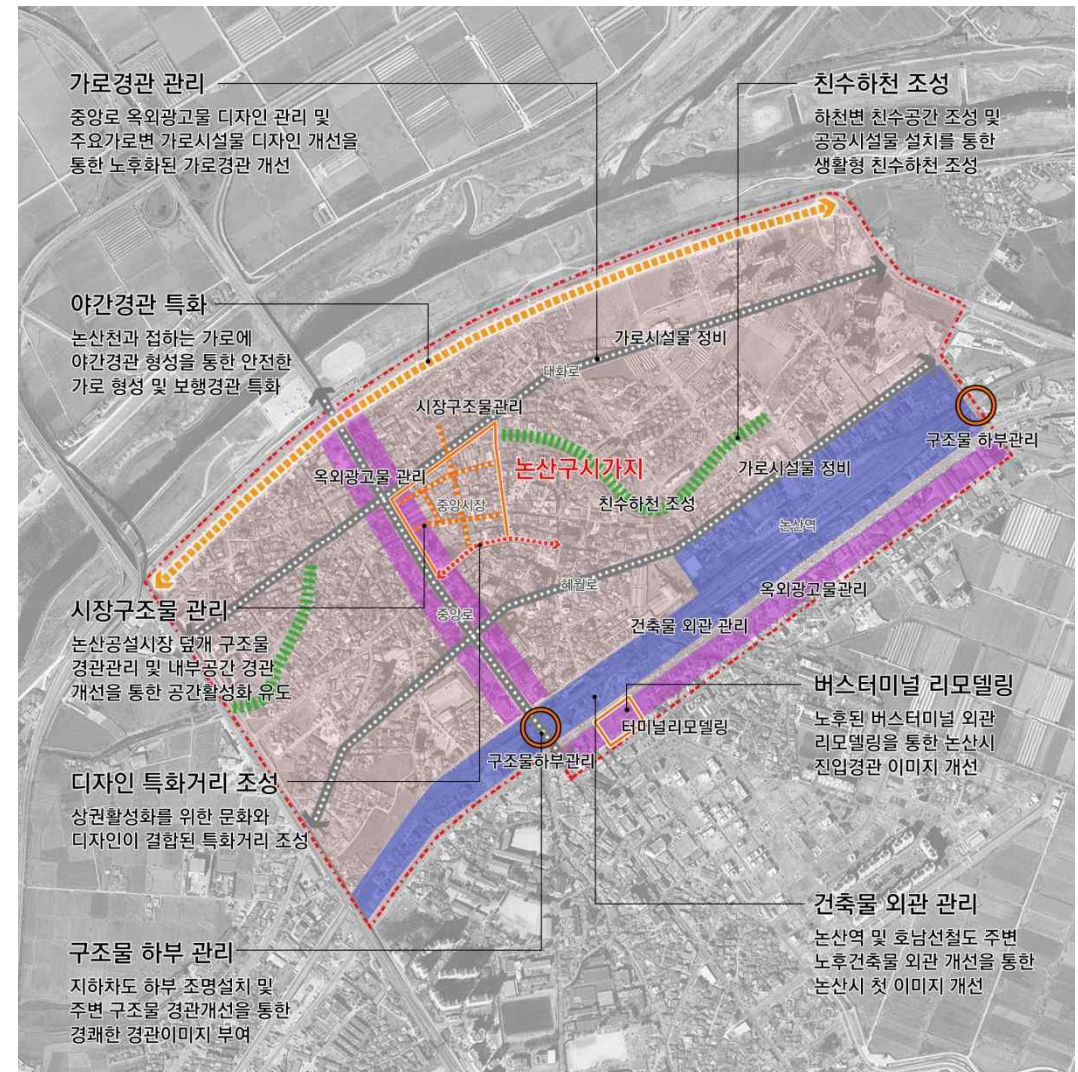 가로경관 관리
중앙로 옥외광고물 디자인 관리 및
주요가로변 가로시설물 디자인 개선을
통한 노후화된 가로경관 개선
친수하천 조성
하천변 친수공간 조성 및
공공시설물 설치를 통한
생활형 친수하천 조성
야간경관 특화
논산천과 접하는 가로에
야간경관 형성을 통한 안전한
가로 형성 및 보행경관 특화
가로시설물 정비
대화로
시장구조물관리
구조물 하부관리
논산구시가지
가로시설물 정비
옥외광고물 관리
중앙시장
친수하천 조성
논산역
혜월로
옥외광고물관리
시장구조물 관리
논산공설시장 덮개 구조물
경관관리 및 내부공간 경관
개선을 통한 공간활성화 유도
중앙로
건축물 외관 관리
버스터미널 리모델링
노후된 버스터미널 외관
리모델링을 통한 논산시
진입경관 이미지 개선
터미널리모델링
구조물하부관리
디자인 특화거리 조성
상권활성화를 위한 문화와
디자인이 결합된 특화거리 조성
건축물 외관 관리
논산역 및 호남선철도 주변
노후건축물 외관 개선을 통한
논산시 첫 이미지 개선
구조물 하부 관리
지하차도 하부 조명설치 및
주변 구조물 경관개선을 통한
경쾌한 경관이미지 부여